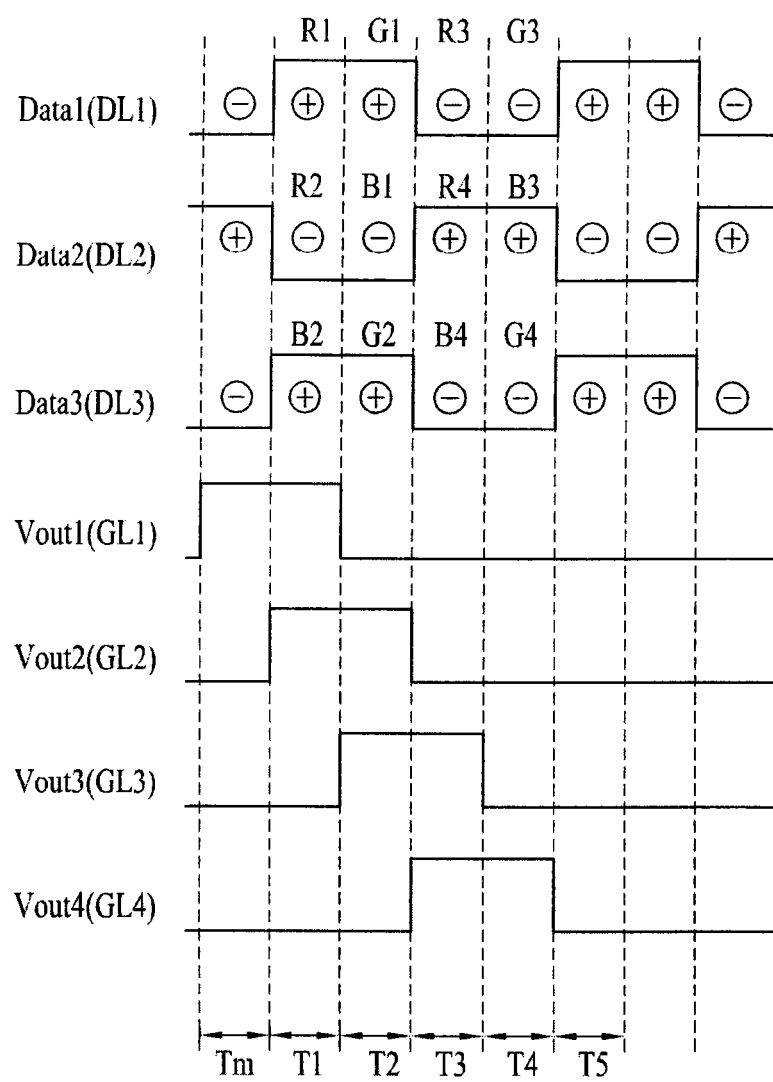 R1 G1 R3 G3
Data1(DL1) − + + − − + + −
R2 B1 R4 B3
Data2(DL2) + − − + + − − +
B2 G2 B4 G4
Data3(DL3) − + + − − + + −
Vout1(GL1)
Vout2(GL2)
Vout3(GL3)
Vout4(GL4)
Tm T1 T2 T3 T4 T5